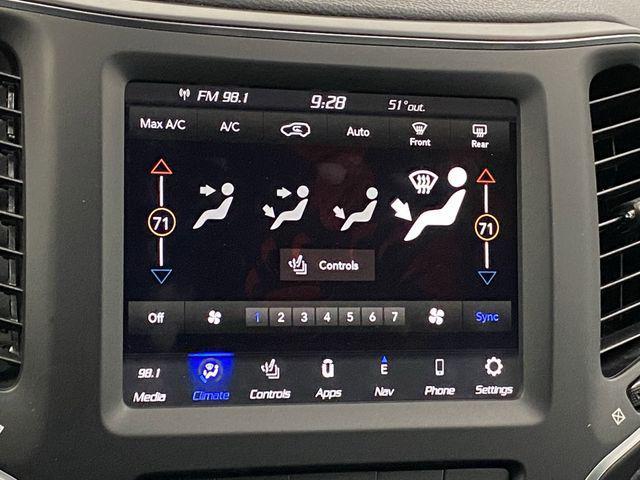 FM 98.1 9:28 51°out.
Max A/C A/C Auto Front Rear
71 71
Controls
Off 1 2 3 4 5 6 7 Sync
98.1 E
Media Climate Controls Apps Nav Phone Settings